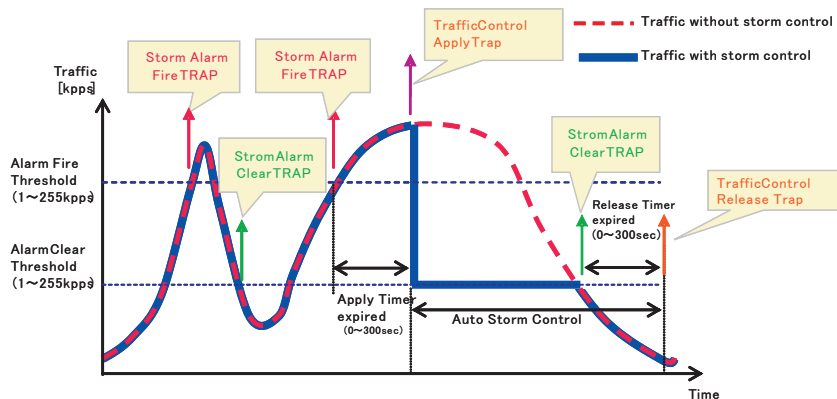 Traffic without storm control
Traffic with storm control
TrafficControl
ApplyTrap
Storm Alarm
FireTRAP
Storm Alarm
FireTRAP
Traffic
[kpps]
StromAlarm
ClearTRAP
StromAlarm
ClearTRAP
Alarm Fire
Threshold
(1～255kpps)
TrafficControl
Release Trap
Release Timer
expired
(0～300sec)
AlarmClear
Threshold
(1～255kpps)
Apply Timer
expired
(0～300sec)
Auto Storm Control
Time